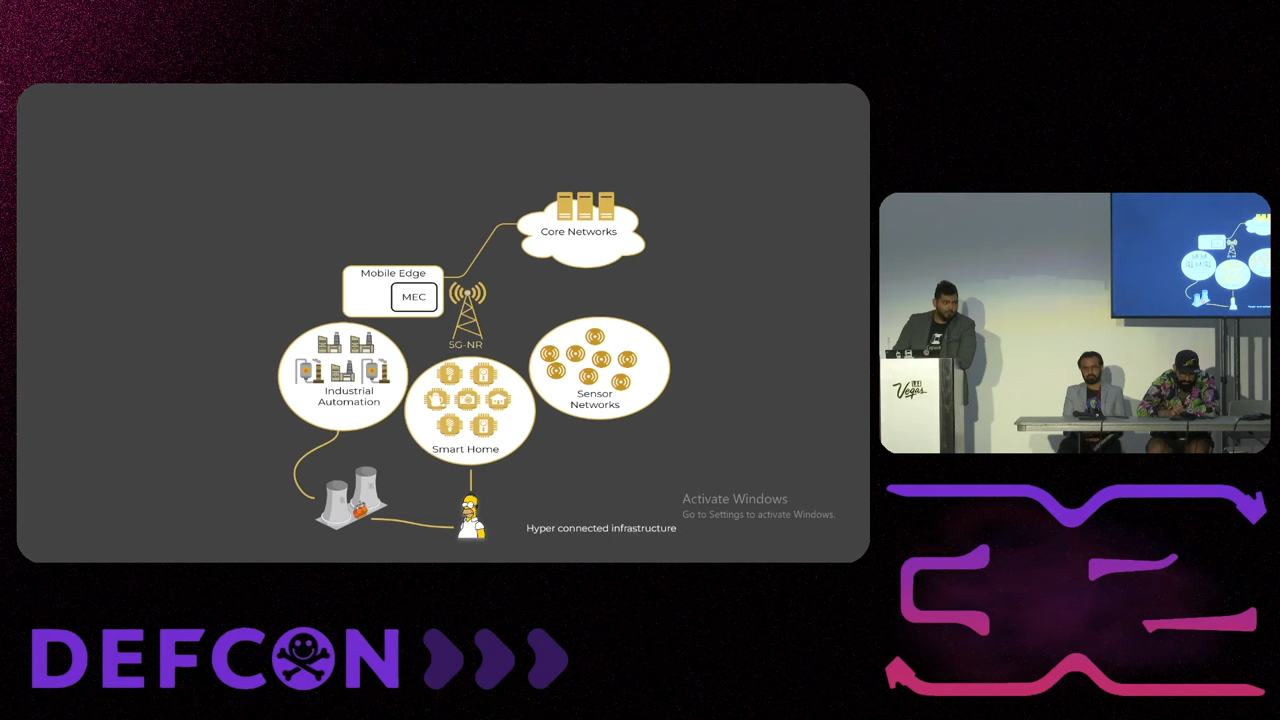 Core Networks
Mobile Edge
MEC
5G-NR
Industrial
Automation
Sensor
Networks
Smart Home
Activate Windows
Go to Settings to activate Windows.
Hyper connected infrastructure
LAS
Vegas
DEFCON